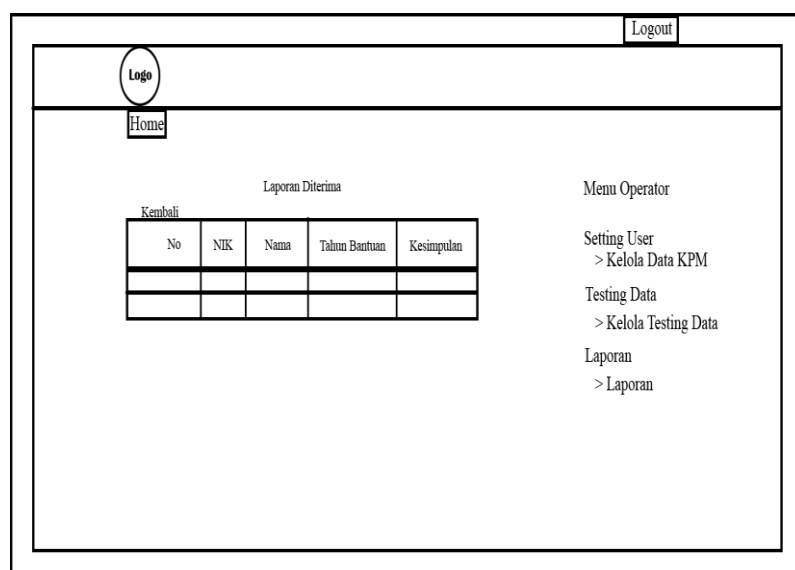 Logout
Logo
Home
Laporan Diterima
Kembali
No NIK Nama Tahun Bantuan Kesimpulan
Menu Operator
Setting User
> Kelola Data KPM
Testing Data
> Kelola Testing Data
Laporan
> Laporan